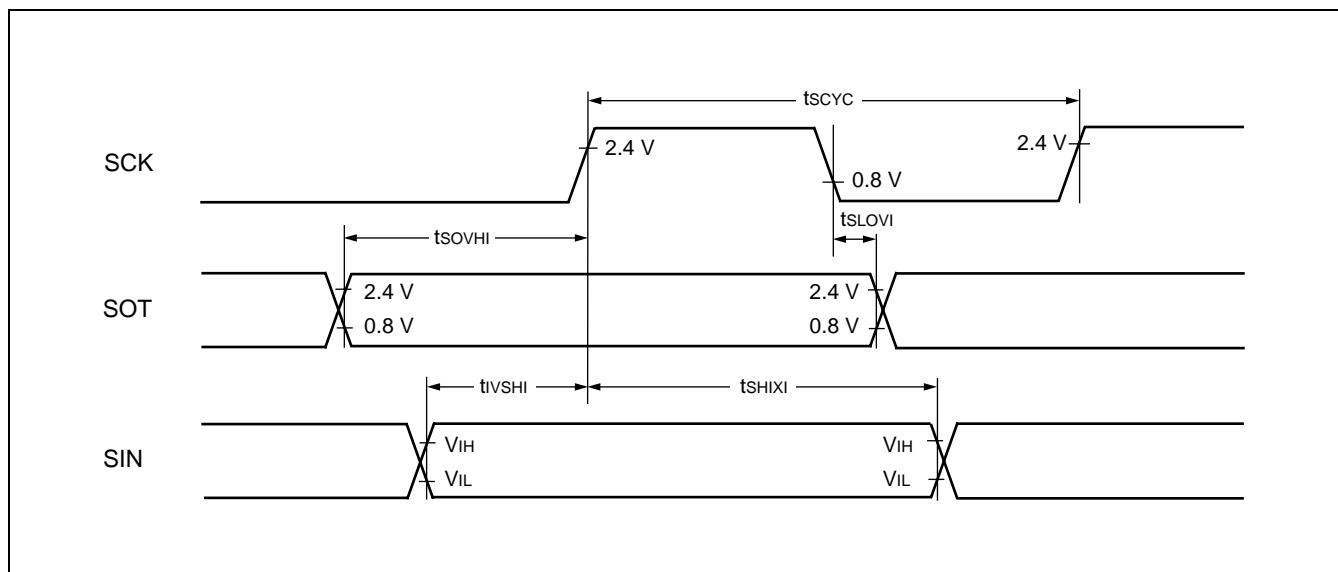 tSCYC
SCK
2.4 V
2.4 V
0.8 V
tSOVHI
tSLOVI
SOT
2.4 V
2.4 V
0.8 V
0.8 V
tIVSHI
tSHIXI
SIN
VIH
VIH
VIL
VIL